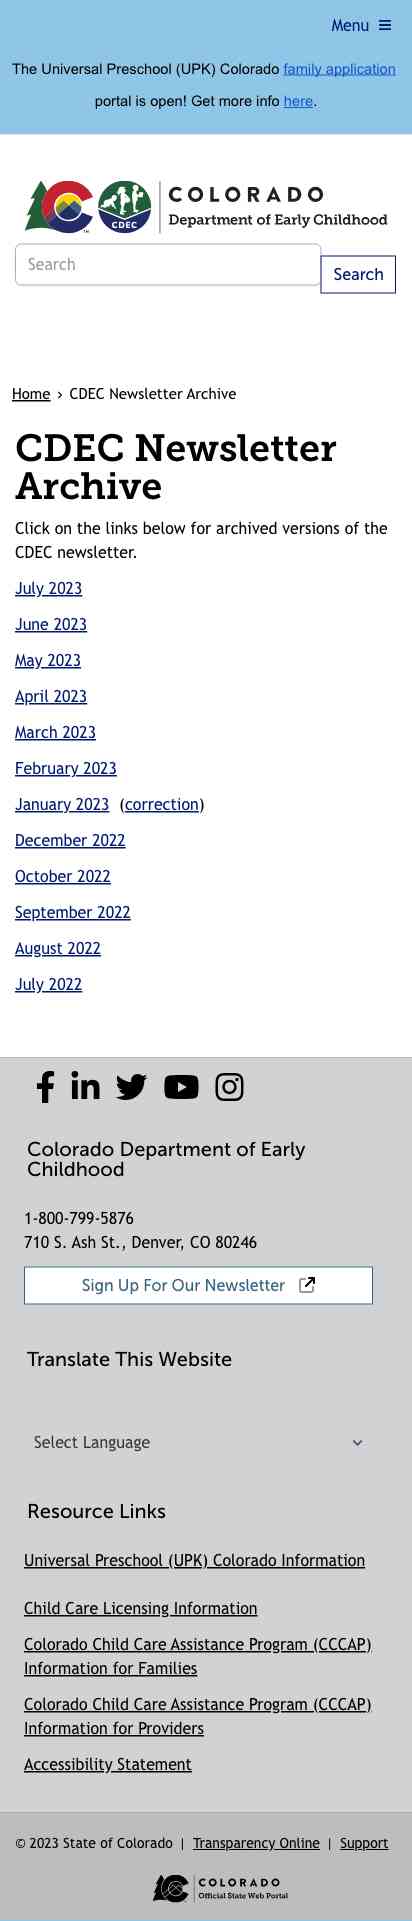 Menu
The Universal Preschool (UPK) Colorado family application
portal is open! Get more info here.
COLORADO
Department of Early Childhood
CDEC
TM
Search
Search
Home › CDEC Newsletter Archive
CDEC Newsletter
Archive
Click on the links below for archived versions of the
CDEC newsletter.
July 2023
June 2023
May 2023
April 2023
March 2023
February 2023
January 2023 (correction)
December 2022
October 2022
September 2022
August 2022
July 2022
Colorado Department of Early
Childhood
1-800-799-5876
710 S. Ash St., Denver, CO 80246
Sign Up For Our Newsletter
Translate This Website
Select Language
Resource Links
Universal Preschool (UPK) Colorado Information
Child Care Licensing Information
Colorado Child Care Assistance Program (CCCAP)
Information for Families
Colorado Child Care Assistance Program (CCCAP)
Information for Providers
Accessibility Statement
© 2023 State of Colorado | Transparency Online | Support
COLORADO
Official State Web Portal